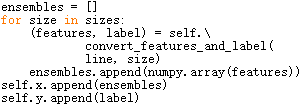 ensembles = []
for size in sizes:
    (features, label) = self.\
            convert_features_and_label(
            line, size)
    ensembles.append(numpy.array(features))
self.x.append(ensembles)
self.y.append(label)